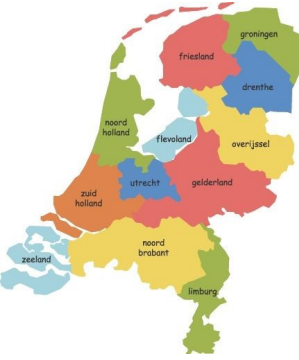 groningen
friesland
drenthe
noord
holland
flevoland
overijssel
utrecht
gelderland
zuid
holland
noord
brabant
zeeland
limburg